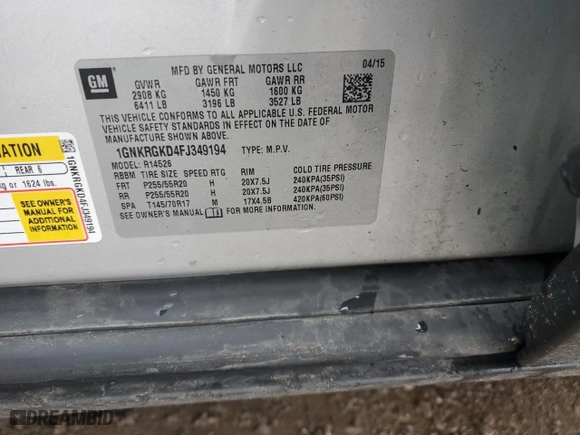 GM
MFD BY GENERAL MOTORS LLC
04/15
GVWR GAWR FRT GAWR RR
2908 KG 1450 KG 1600 KG
6411 LB 3196 LB 3527 LB
THIS VEHICLE CONFORMS TO ALL APPLICABLE U.S. FEDERAL MOTOR
VEHICLE SAFETY STANDARDS IN EFFECT ON THE DATE OF
MANUFACTURE SHOWN ABOVE.
1GNKRGKD4FJ349194 TYPE: M.P.V.
MODEL: R14526
RBBM TIRE SIZE SPEED RTG RIM COLD TIRE PRESSURE
FRT P255/55R20 H 20X7.5J 240KPA(35PSI)
RR P255/55R20 H 20X7.5J 240KPA(35PSI)
SPA T145/70R17 M 17X4.5B 420KPA(60PSI)
SEE OWNER'S MANUAL FOR MORE INFORMATION.
MATION
REAR 5
kg or 1624 lbs.
SEE OWNER'S
MANUAL FOR
ADDITIONAL
INFORMATION
1GNKRGKD4FJ349194
DREAMBID